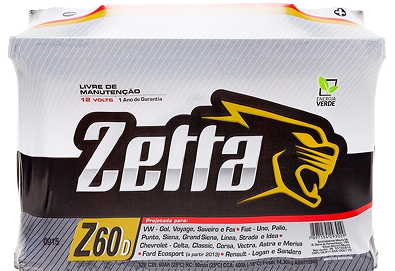 LIVRE DE
MANUTENÇÃO
12 VOLTS 1 Ano de Garantia
ENERGIA
VERDE
Zetta
Z60D
Projetada para:
VW - Gol, Voyage, Saveiro e Fox • Fiat - Uno, Palio,
Punto, Siena, Grand Siena, Linea, Strada e Idea •
Chevrolet - Celta, Classic, Corsa, Vectra, Astra e Meriva
• Ford Ecosport (a partir 2013) • Renault - Logan e Sandero